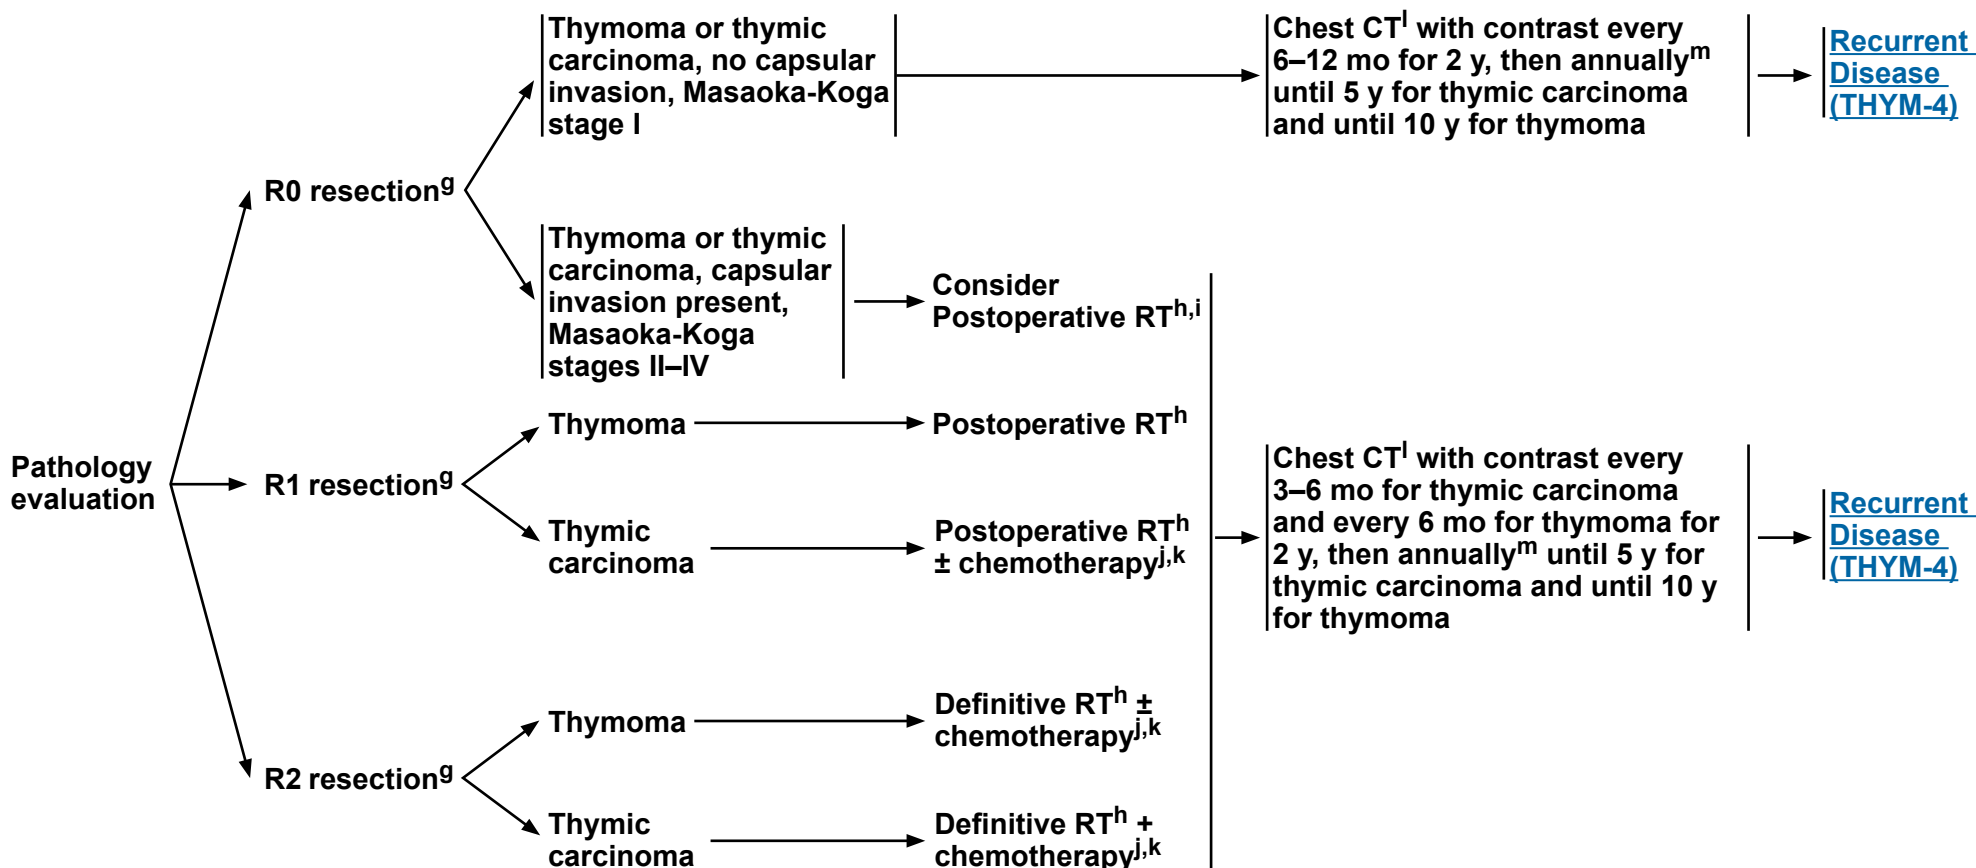 Pathology
evaluation
R0 resectiong
Thymoma or thymic
carcinoma, no capsular
invasion, Masaoka-Koga
stage I
Chest CTl with contrast every
6–12 mo for 2 y, then annuallym
until 5 y for thymic carcinoma
and until 10 y for thymoma
Recurrent
Disease
(THYM-4)
Thymoma or thymic
carcinoma, capsular
invasion present,
Masaoka-Koga
stages II–IV
Consider
Postoperative RTh,i
R1 resectiong
Thymoma
Postoperative RTh
Thymic
carcinoma
Postoperative RTh
± chemotherapyj,k
R2 resectiong
Thymoma
Definitive RTh ±
chemotherapyj,k
Thymic
carcinoma
Definitive RTh +
chemotherapyj,k
Chest CTl with contrast every
3–6 mo for thymic carcinoma
and every 6 mo for thymoma for
2 y, then annuallym until 5 y for
thymic carcinoma and until 10 y
for thymoma
Recurrent
Disease
(THYM-4)